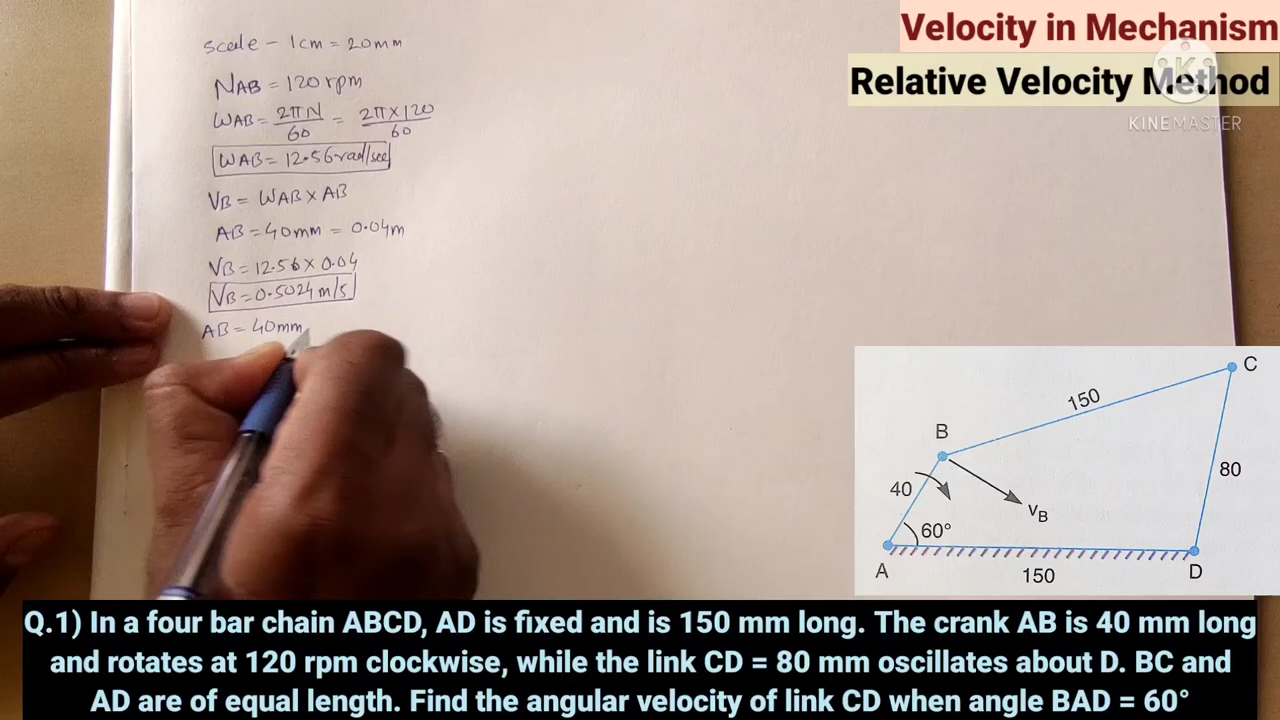 Velocity in Mechanism
Relative Velocity Method
KINEMASTER
scale - 1cm = 20mm
NAB = 120 rpm
ωAB = 2πN/60 = 2π×120/60
ωAB = 12.56 rad/sec
VB = ωAB × AB
AB = 40mm = 0.04m
VB = 12.56 × 0.04
VB = 0.5024 m/s
AB = 40mm
C
150
B
40
80
vB
60°
A
150
D
Q.1) In a four bar chain ABCD, AD is fixed and is 150 mm long. The crank AB is 40 mm long
and rotates at 120 rpm clockwise, while the link CD = 80 mm oscillates about D. BC and
AD are of equal length. Find the angular velocity of link CD when angle BAD = 60°